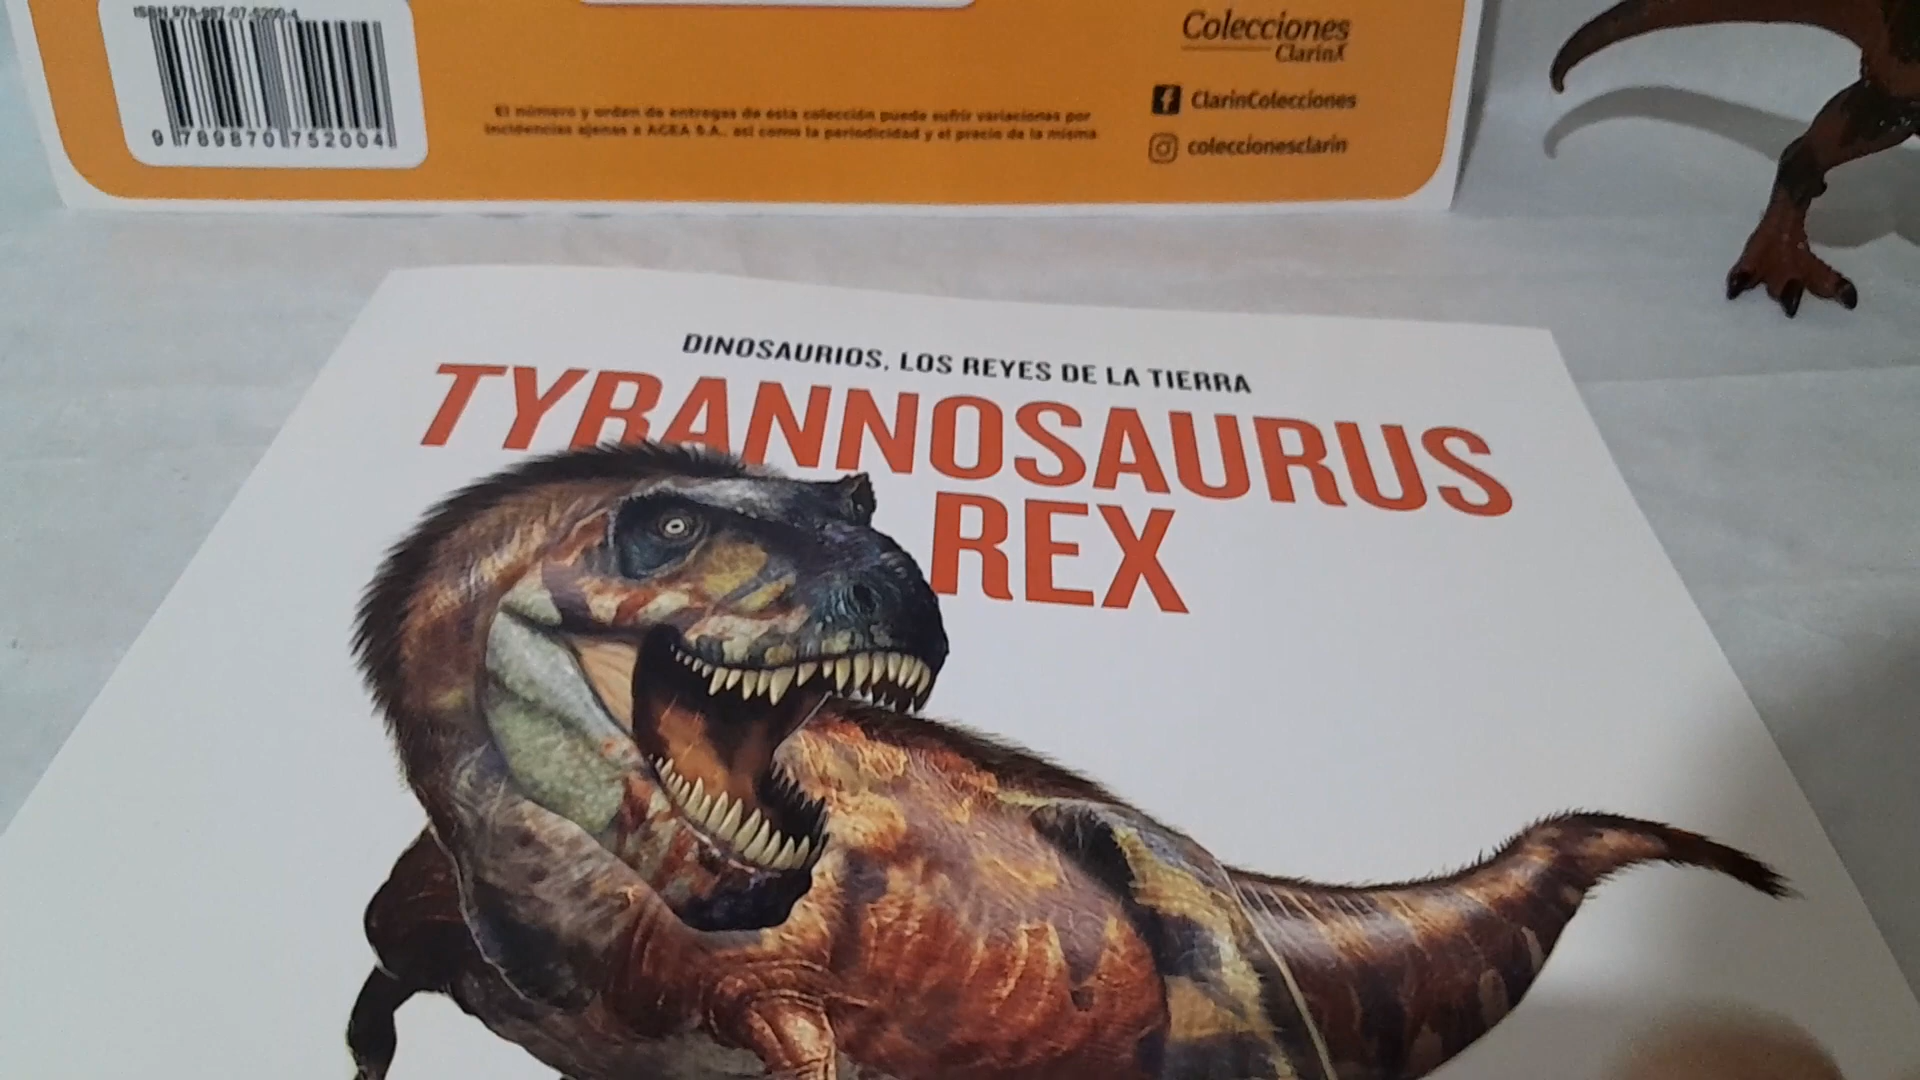 ISBN 978-987-07-5200-4
9 789870 752004
El número y orden de entregas de esta colección puede sufrir variaciones por
incidencias ajenas a AGEA S.A., así como la periodicidad y el precio de la misma
Colecciones
ClarínX
ClarinColecciones
coleccionesclarin
DINOSAURIOS, LOS REYES DE LA TIERRA
TYRANNOSAURUS
REX